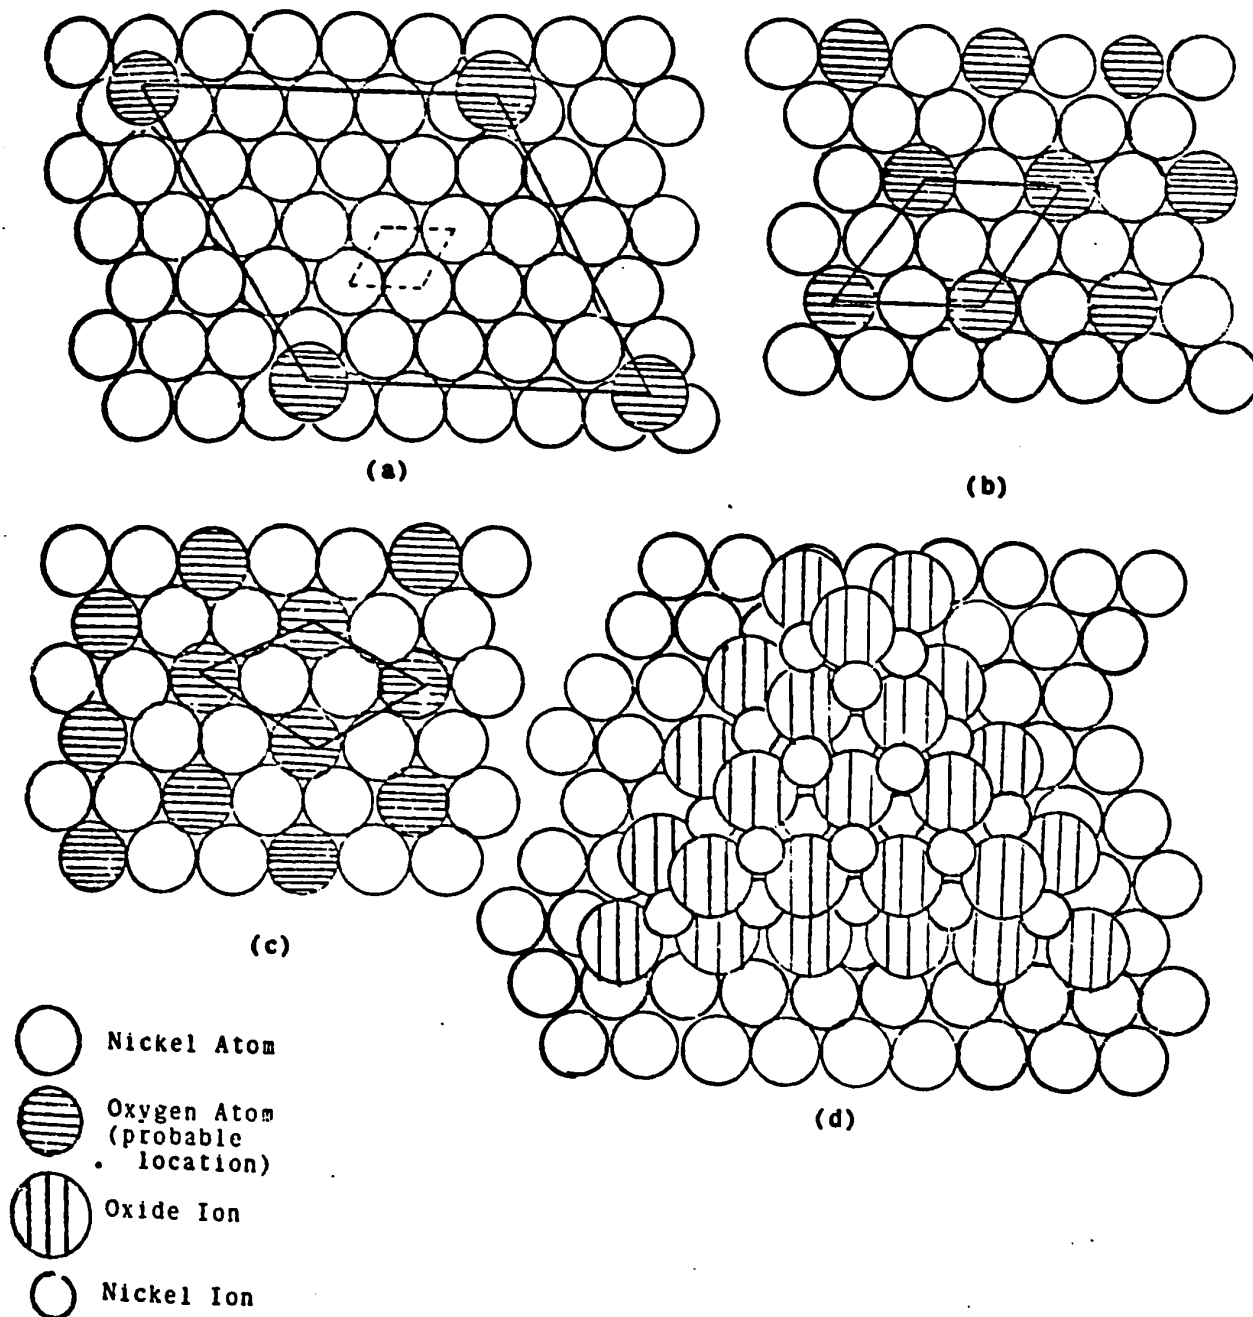 (a)
(b)
(c)
(d)
Nickel Atom
Oxygen Atom
(probable
location)
Oxide Ion
Nickel Ion